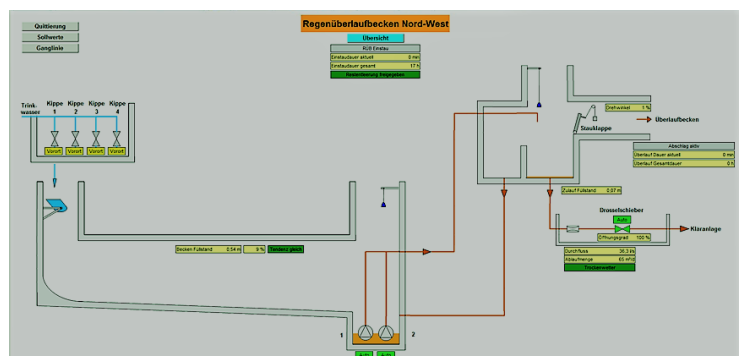 Regenüberlaufbecken Nord-West
Quittierung
Sollwerte
Ganglinie
Übersicht
RÜB Einstau
Einstaudauer aktuell 0 min
Einstaudauer gesamt 17 h
Trink-
wasser
Kippe Kippe Kippe Kippe
1 2 3 4
Vorort Vorort Vorort Vorort
Drehwinkel 1 %
Stauklappe
Überlaufbecken
Abschlag aktiv
Überlauf Dauer aktuell 0 min
Überlauf Gesamtdauer 0 h
Zulauf Füllstand 0.07 m
Drosselschieber
Auto
Öffnungsgrad 100 %
Kläranlage
Durchfluss 36.3 l/s
Ablaufmenge 65 m³/d
Trockenwetter
Becken Füllstand 0.54 m 9 % Tendenz gleich
1 2